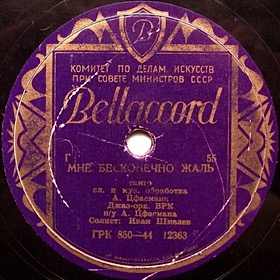 В
КОМИТЕТ ПО ДЕЛАМ ИСКУССТВ
ПРИ СОВЕТЕ МИНИСТРОВ СССР
Bellaccord
Г 55
МНЕ БЕСКОНЕЧНО ЖАЛЬ
танго
сл. и муз. обработка
А. Цфасмана
Джаз-орк. ВРК
п/у А. Цфасмана
Солист: Иван Шмелев
ГРК 850—44 12363